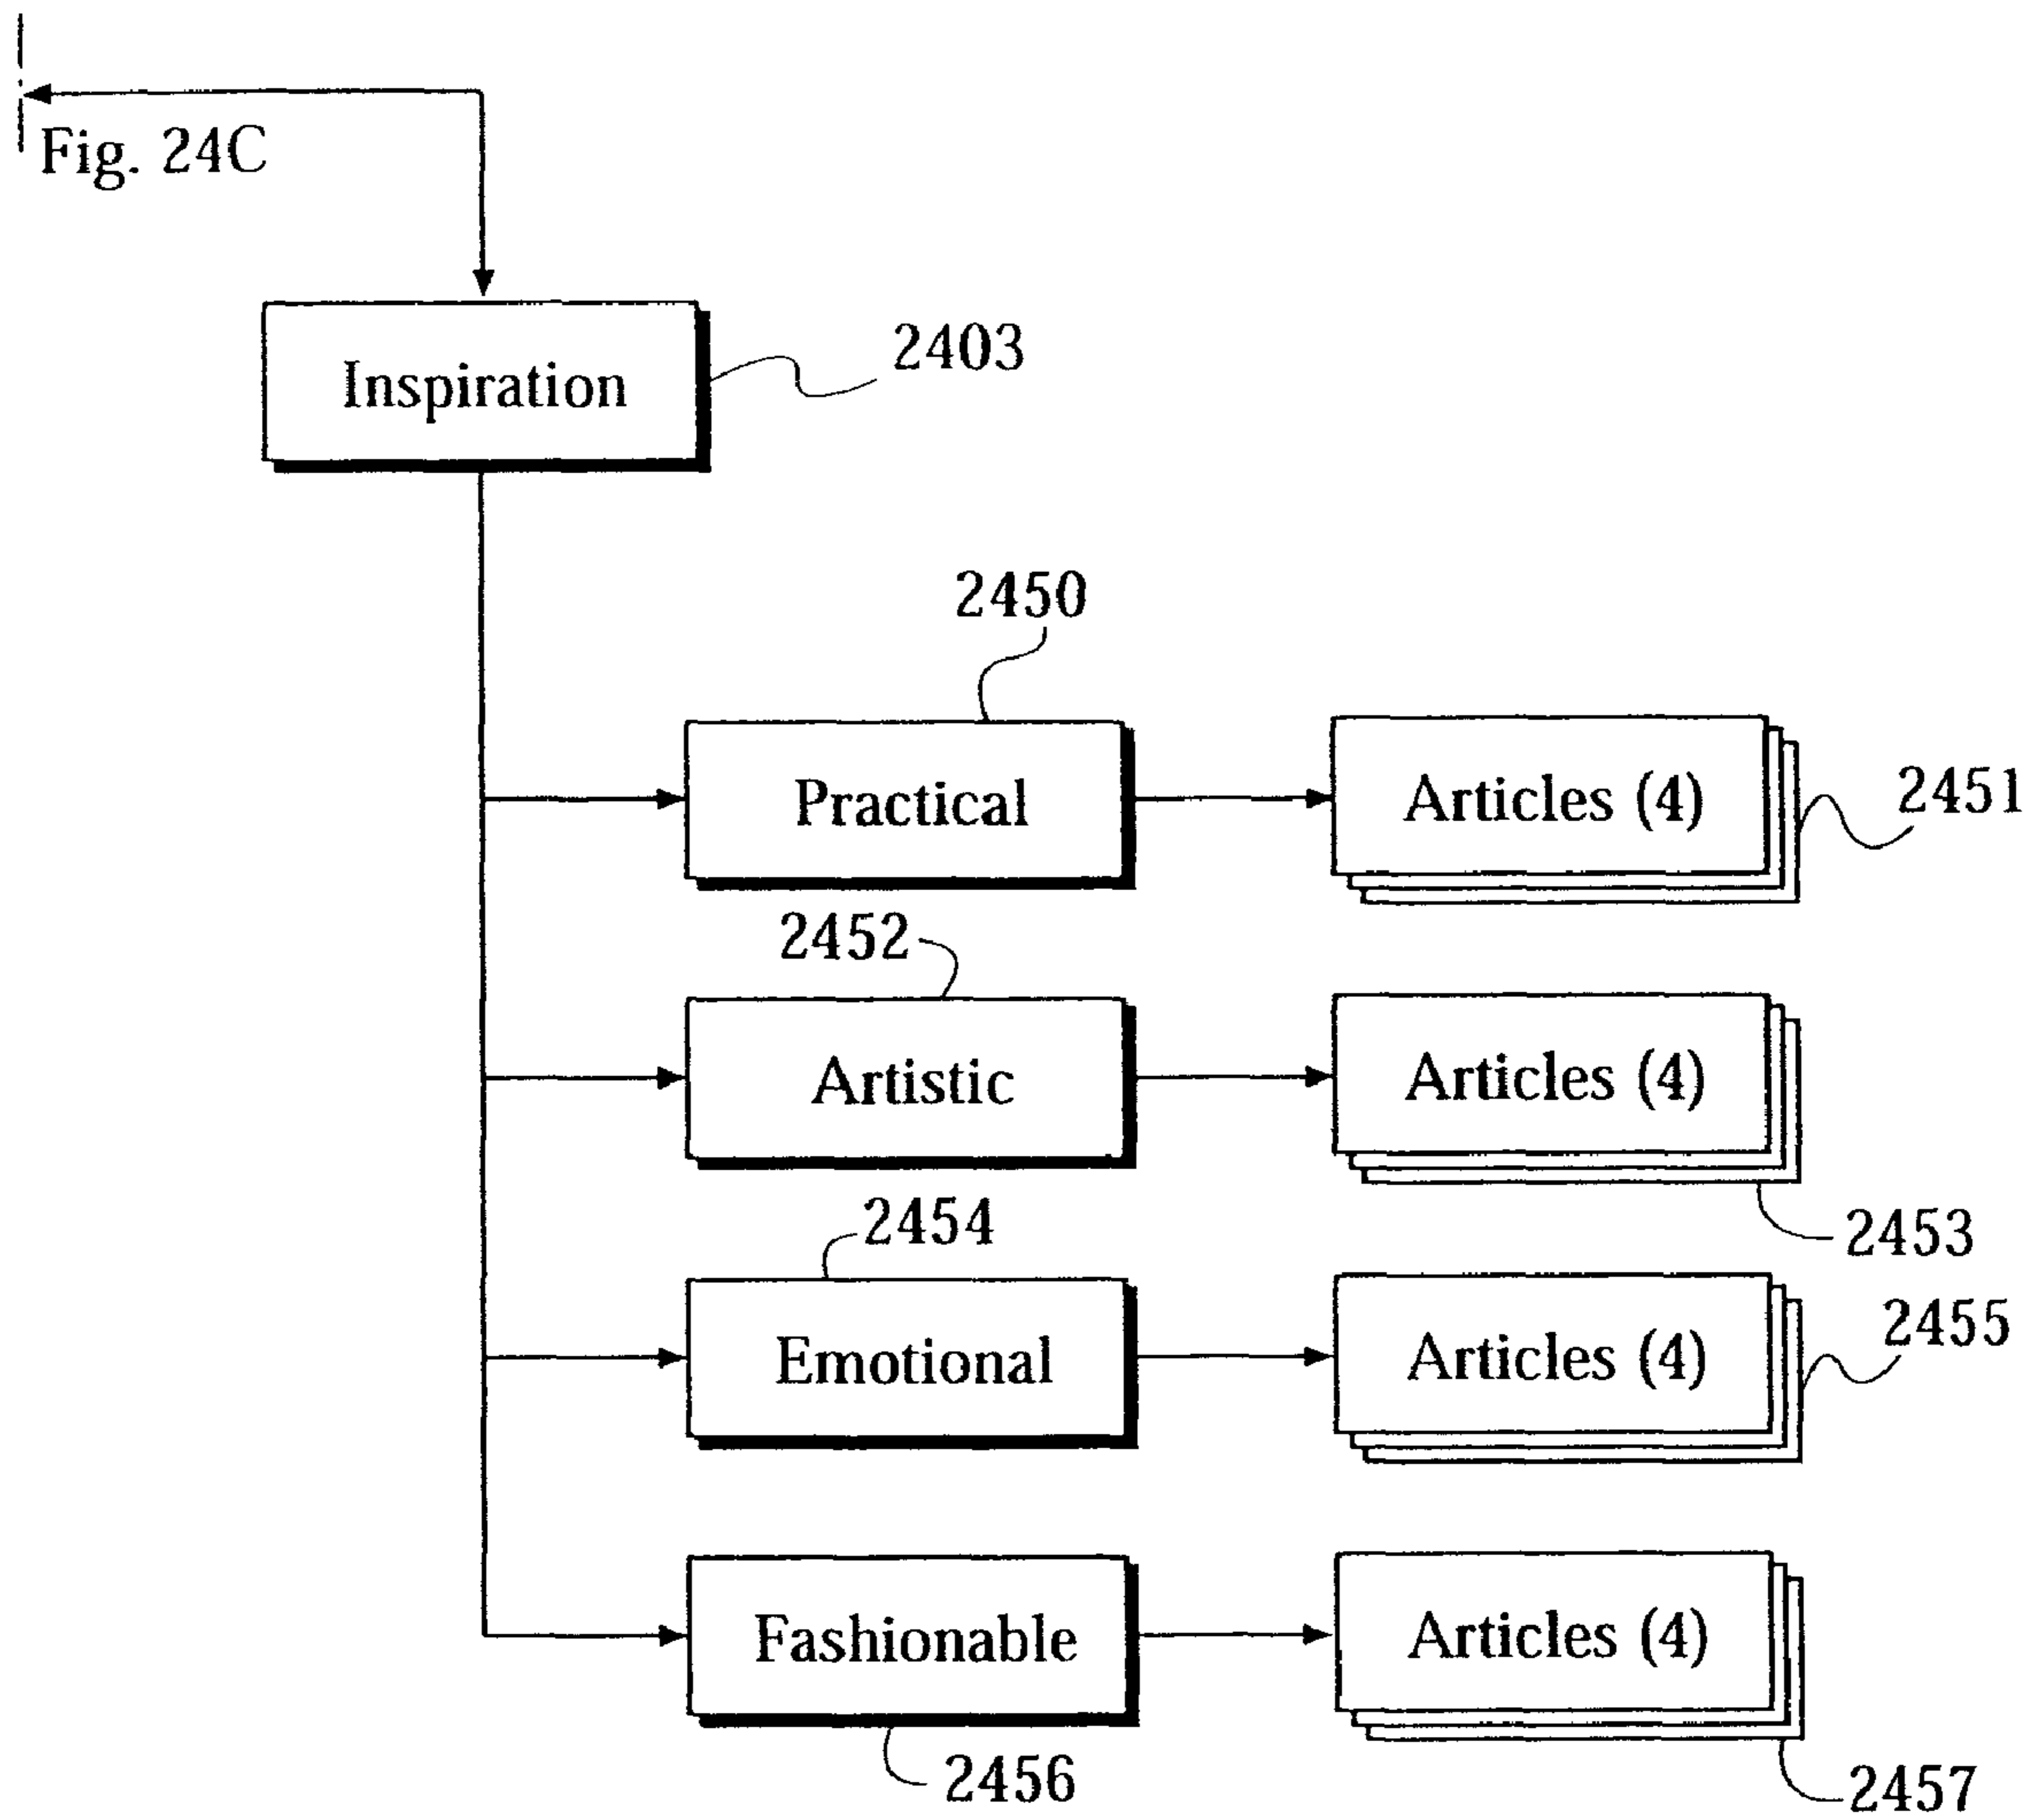 Fig. 24C
2403
Inspiration
2450
Practical
Articles (4)
2451
2452
Artistic
Articles (4)
2453
2454
Emotional
Articles (4)
2455
Fashionable
Articles (4)
2456
2457